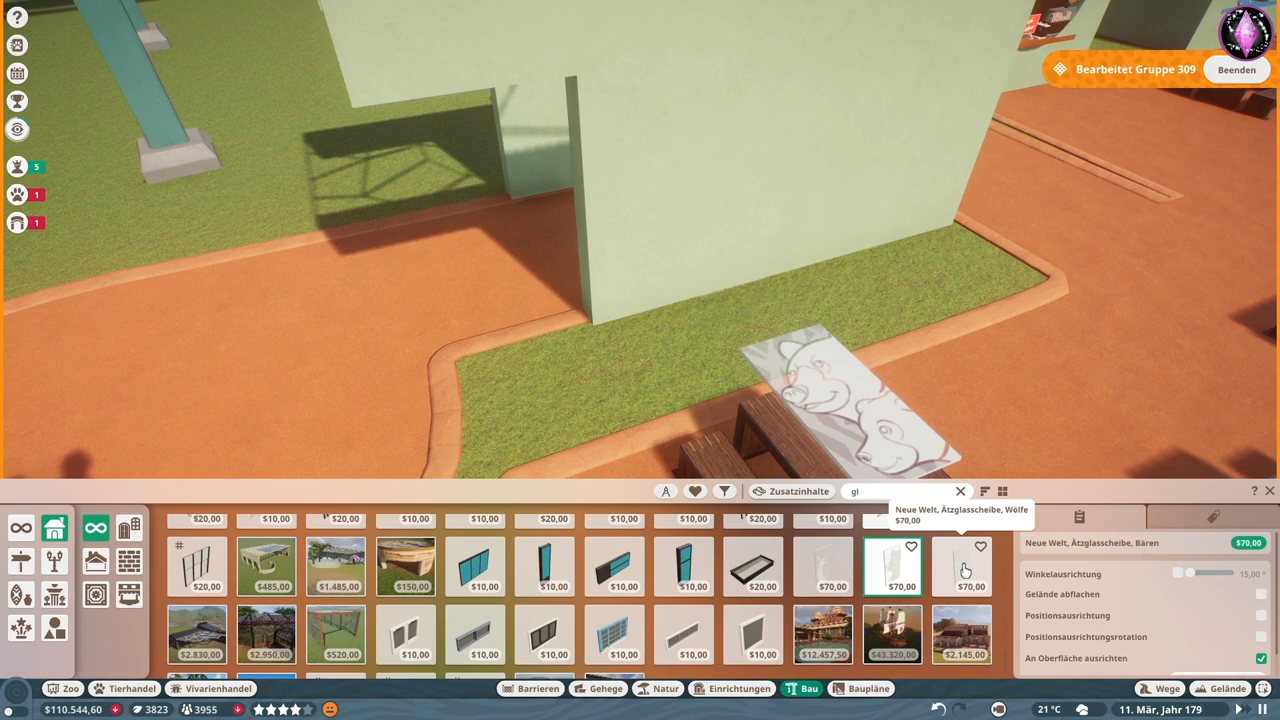 Bearbeitet Gruppe 309
Beenden
5
1
1
Zusatzinhalte
gl
Neue Welt, Ätzglasscheibe, Wölfe
$70,00
$20,00 $10,00 $20,00 $10,00 $10,00 $10,00 $10,00 $10,00 $10,00 $10,00
$20,00 $485,00 $1.485,00 $150,00 $10,00 $10,00 $10,00 $10,00 $20,00 $70,00 $70,00 $70,00
$2.830,00 $2.950,00 $520,00 $10,00 $10,00 $10,00 $10,00 $10,00 $10,00 $12.457,50 $43.320,00 $2.145,00
Neue Welt, Ätzglasscheibe, Bären
$70,00
Winkelausrichtung
15,00 °
Gelände abflachen
Positionsausrichtung
Positionsausrichtungsrotation
An Oberfläche ausrichten
Zoo Tierhandel Vivarienhandel Barrieren Gehege Natur Einrichtungen Bau Baupläne Wege Gelände
$110.544,60 3823 3955 21 °C 11. Mär, Jahr 179